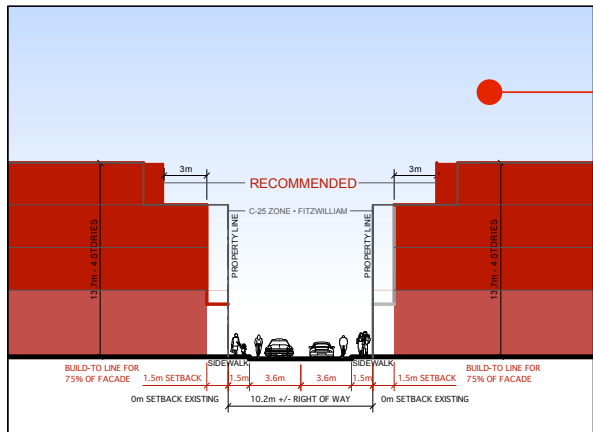 3m
3m
RECOMMENDED
C-25 ZONE • FITZWILLIAM
PROPERTY LINE
PROPERTY LINE
13.7m - 4 STORIES
13.7m - 4 STORIES
SIDEWALK
SIDEWALK
BUILD-TO LINE FOR
75% OF FACADE
1.5m SETBACK
1.5m
3.6m
3.6m
1.5m
1.5m SETBACK
BUILD-TO LINE FOR
75% OF FACADE
0m SETBACK EXISTING
10.2m +/- RIGHT OF WAY
0m SETBACK EXISTING